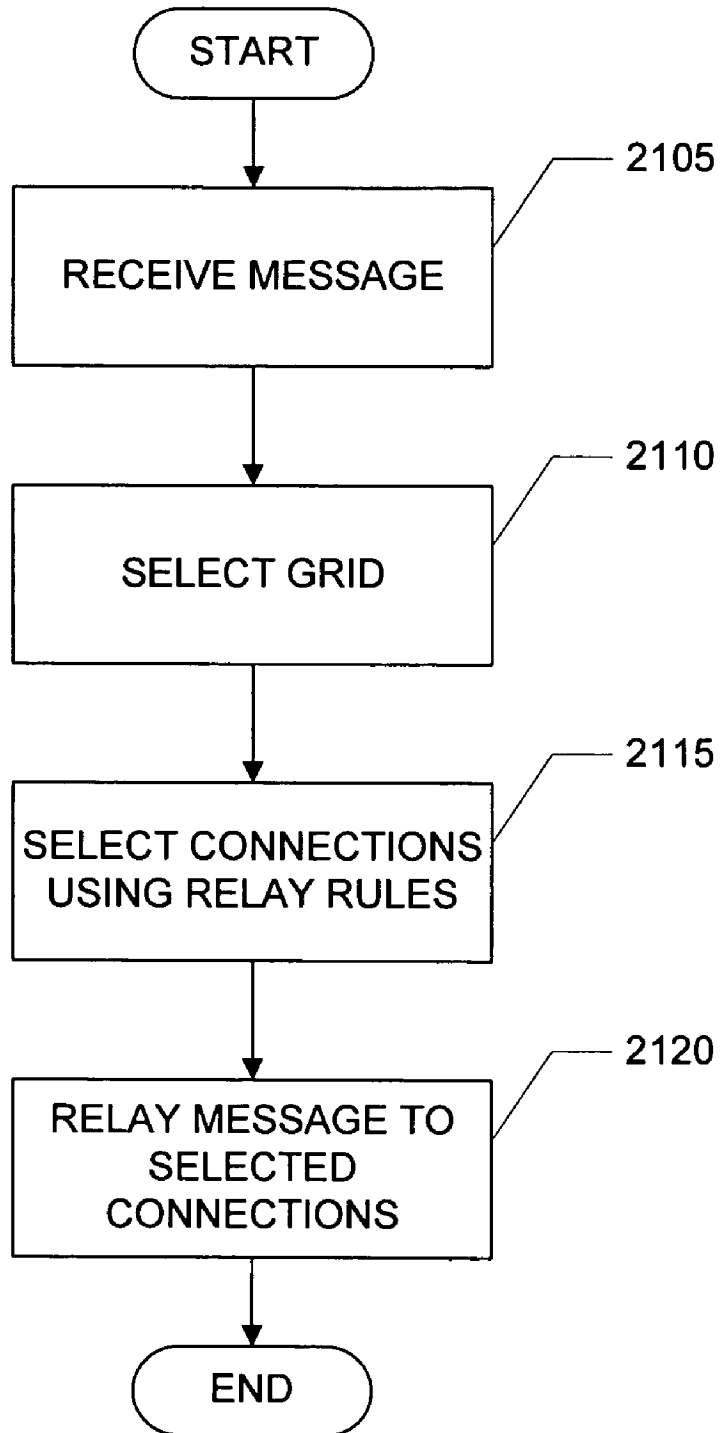 START
2105
RECEIVE MESSAGE
2110
SELECT GRID
2115
SELECT CONNECTIONS
USING RELAY RULES
2120
RELAY MESSAGE TO
SELECTED
CONNECTIONS
END